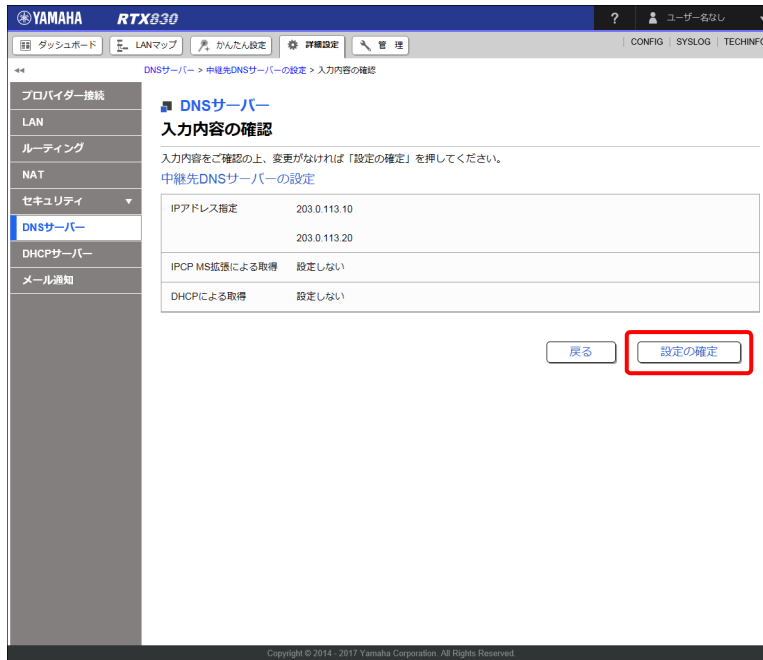 YAMAHA RTX830 ? ユーザー名なし
ダッシュボード LANマップ かんたん設定 詳細設定 管 理 CONFIG SYSLOG TECHINFO
DNSサーバー > 中継先DNSサーバーの設定 > 入力内容の確認
プロバイダー接続
LAN
ルーティング
NAT
セキュリティ
DNSサーバー
DHCPサーバー
メール通知
DNSサーバー
入力内容の確認
入力内容をご確認の上、変更がなければ「設定の確定」を押してください。
中継先DNSサーバーの設定
IPアドレス指定 203.0.113.10
203.0.113.20
IPCP MS拡張による取得 設定しない
DHCPによる取得 設定しない
戻る 設定の確定
Copyright © 2014 - 2017 Yamaha Corporation. All Rights Reserved.